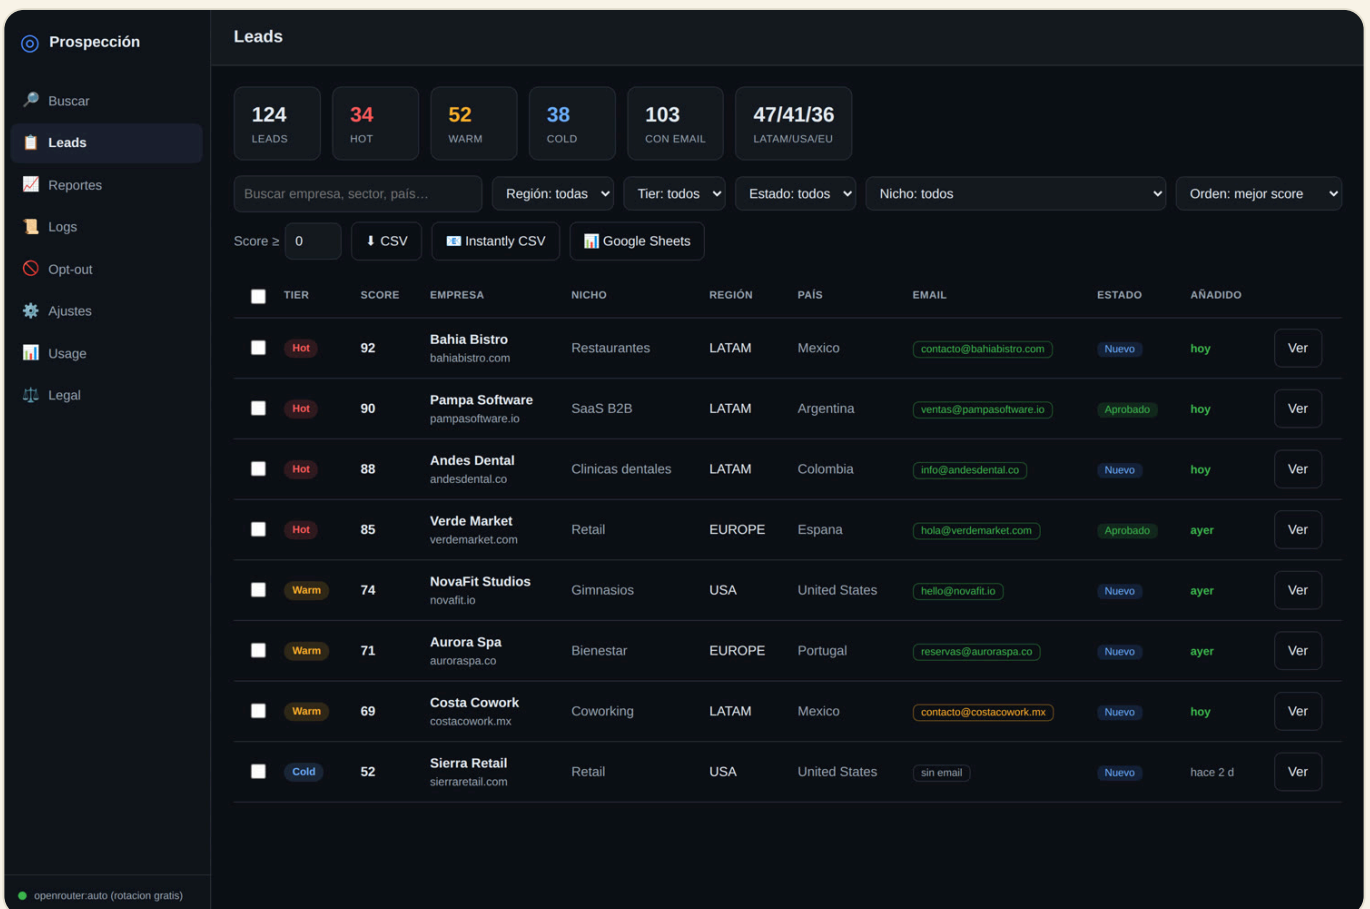 Prospección
Buscar
Leads
Reportes
Logs
Opt-out
Ajustes
Usage
Legal
openrouter:auto (rotacion gratis)
Leads
124 34 52 38 103 47/41/36
LEADS HOT WARM COLD CON EMAIL LATAM/USA/EU
Buscar empresa, sector, país… Región: todas Tier: todos Estado: todos Nicho: todos Orden: mejor score
Score ≥ 0 CSV Instantly CSV Google Sheets
TIER SCORE EMPRESA NICHO REGIÓN PAÍS EMAIL ESTADO AÑADIDO
Hot 92 Bahia Bistro Restaurantes LATAM Mexico contacto@bahiabistro.com Nuevo hoy Ver
bahiabistro.com
Hot 90 Pampa Software SaaS B2B LATAM Argentina ventas@pampasoftware.io Aprobado hoy Ver
pampasoftware.io
Hot 88 Andes Dental Clinicas dentales LATAM Colombia info@andesdental.co Nuevo hoy Ver
andesdental.co
Hot 85 Verde Market Retail EUROPE Espana hola@verdemarket.com Aprobado ayer Ver
verdemarket.com
Warm 74 NovaFit Studios Gimnasios USA United States hello@novafit.io Nuevo ayer Ver
novafit.io
Warm 71 Aurora Spa Bienestar EUROPE Portugal reservas@auroraspa.co Nuevo ayer Ver
auroraspa.co
Warm 69 Costa Cowork Coworking LATAM Mexico contacto@costacowork.mx Nuevo hoy Ver
costacowork.mx
Cold 52 Sierra Retail Retail USA United States sin email Nuevo hace 2 d Ver
sierraretail.com